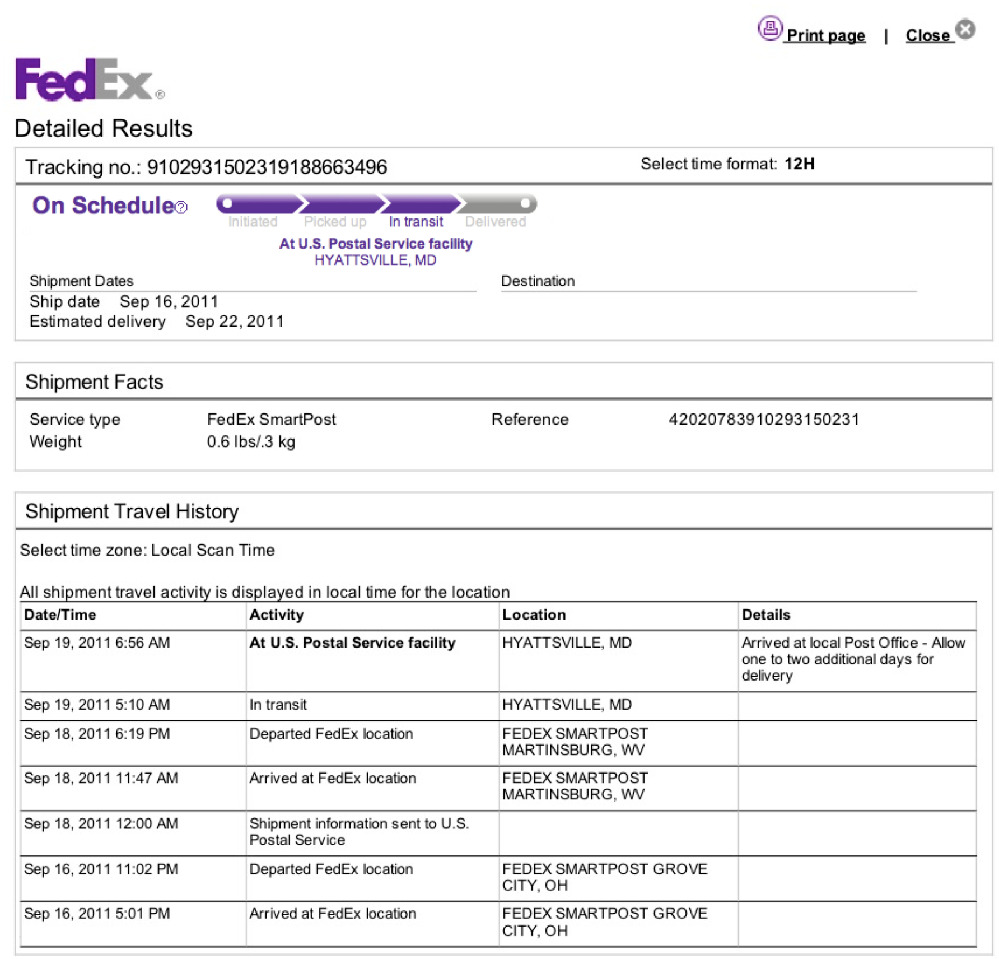 Print page | Close
FedEx®
Detailed Results
Tracking no.: 9102931502319188663496
Select time format: 12H
On Schedule?
Initiated Picked up In transit Delivered
At U.S. Postal Service facility
HYATTSVILLE, MD
Shipment Dates
Destination
Ship date Sep 16, 2011
Estimated delivery Sep 22, 2011
Shipment Facts
Service type FedEx SmartPost Reference 42020783910293150231
Weight 0.6 lbs/.3 kg
Shipment Travel History
Select time zone: Local Scan Time
All shipment travel activity is displayed in local time for the location
Date/Time Activity Location Details
Sep 19, 2011 6:56 AM At U.S. Postal Service facility HYATTSVILLE, MD Arrived at local Post Office - Allow
one to two additional days for
delivery
Sep 19, 2011 5:10 AM In transit HYATTSVILLE, MD
Sep 18, 2011 6:19 PM Departed FedEx location FEDEX SMARTPOST
MARTINSBURG, WV
Sep 18, 2011 11:47 AM Arrived at FedEx location FEDEX SMARTPOST
MARTINSBURG, WV
Sep 18, 2011 12:00 AM Shipment information sent to U.S.
Postal Service
Sep 16, 2011 11:02 PM Departed FedEx location FEDEX SMARTPOST GROVE
CITY, OH
Sep 16, 2011 5:01 PM Arrived at FedEx location FEDEX SMARTPOST GROVE
CITY, OH